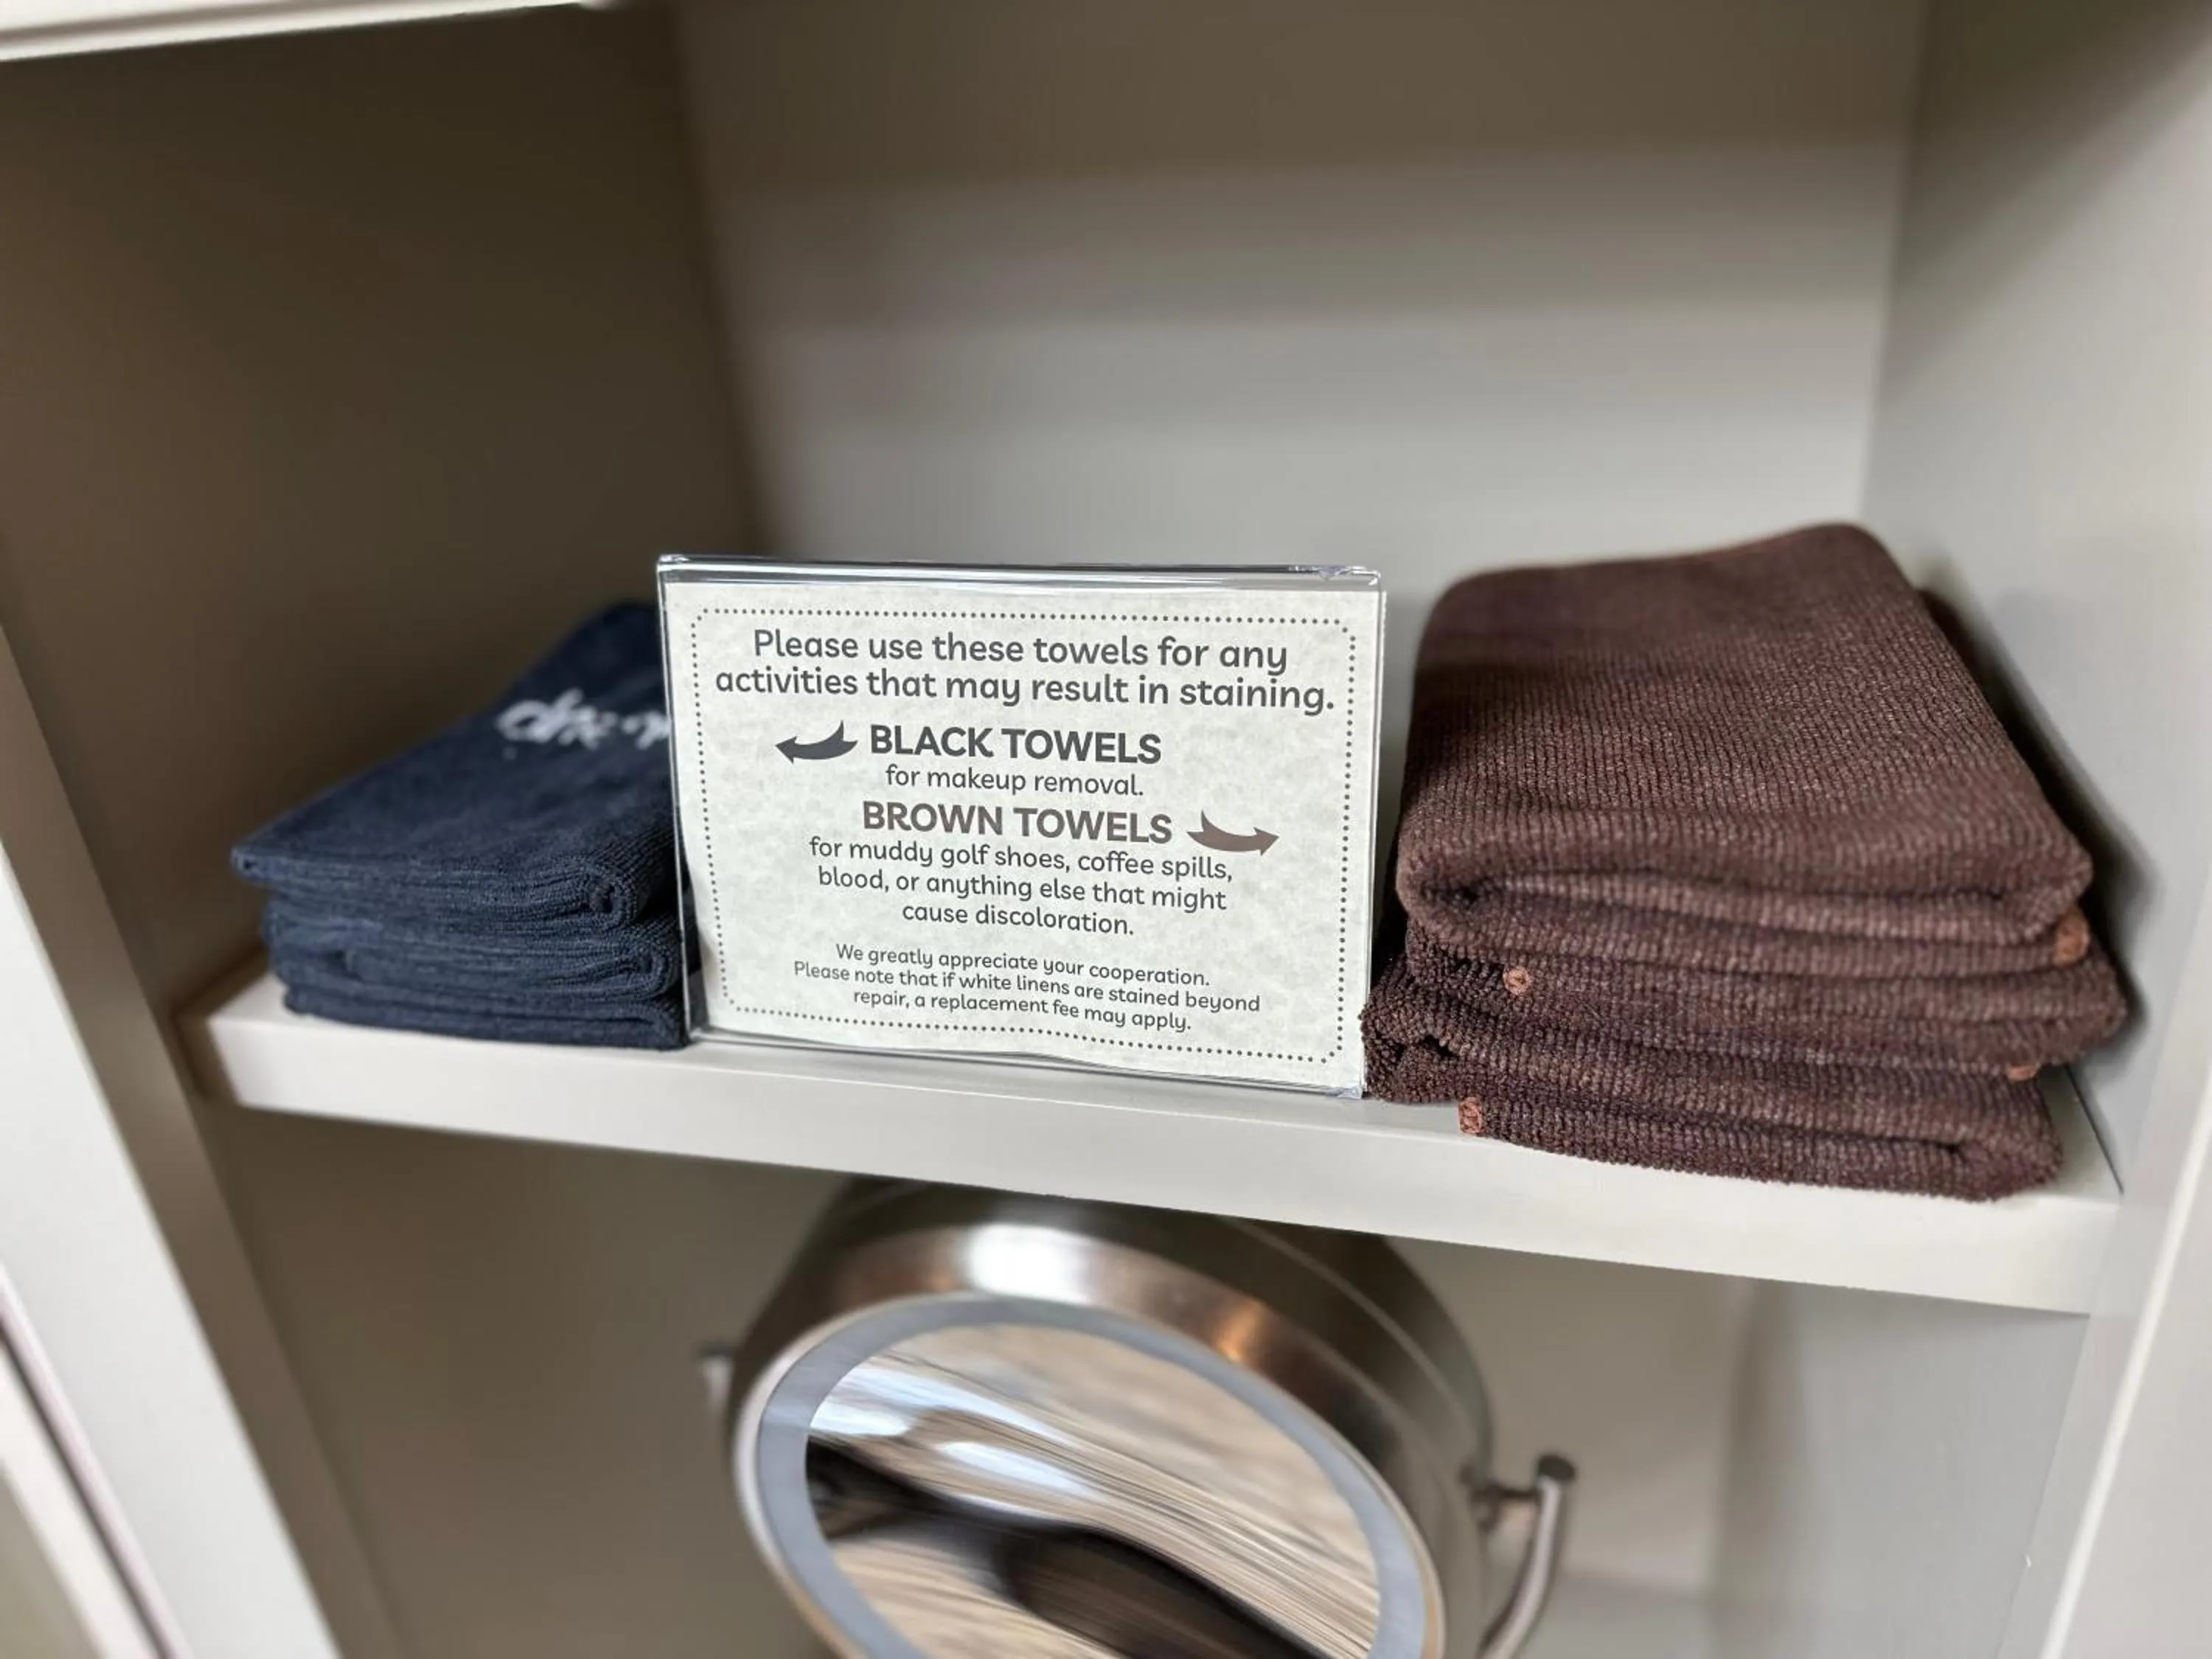 Please use these towels for any
activities that may result in staining.
BLACK TOWELS
for makeup removal.
BROWN TOWELS
for muddy golf shoes, coffee spills,
blood, or anything else that might
cause discoloration.
We greatly appreciate your cooperation.
Please note that if white linens are stained beyond
repair, a replacement fee may apply.